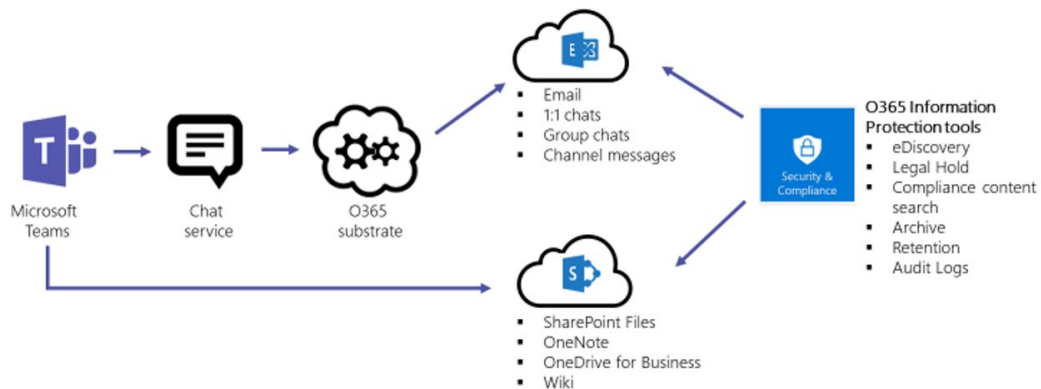 E
▪ Email
▪ 1:1 chats
▪ Group chats
▪ Channel messages
O365 Information
Protection tools
▪ eDiscovery
▪ Legal Hold
▪ Compliance content
search
▪ Archive
▪ Retention
▪ Audit Logs
Security &
Compliance
T
Microsoft
Teams
Chat
service
O365
substrate
S
▪ SharePoint Files
▪ OneNote
▪ OneDrive for Business
▪ Wiki